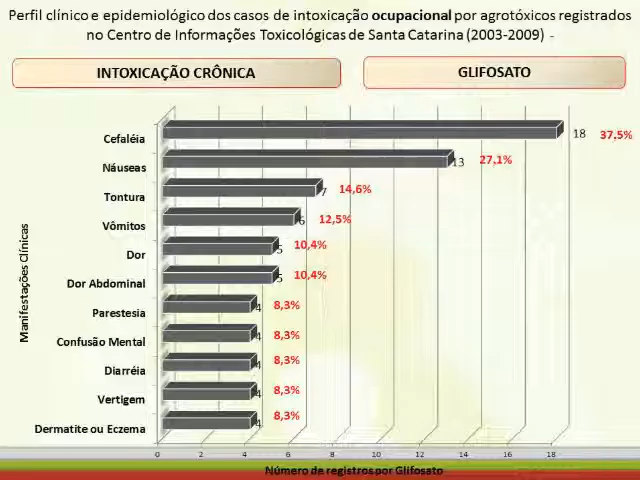 Perfil clínico e epidemiológico dos casos de intoxicação ocupacional por agrotóxicos registrados
no Centro de Informações Toxicológicas de Santa Catarina (2003-2009) -
INTOXICAÇÃO CRÔNICA
GLIFOSATO
Manifestações Clínicas
Cefaléia 18 37,5%
Náuseas 13 27,1%
Tontura 7 14,6%
Vômitos 6 12,5%
Dor 5 10,4%
Dor Abdominal 5 10,4%
Parestesia 4 8,3%
Confusão Mental 4 8,3%
Diarréia 4 8,3%
Vertigem 4 8,3%
Dermatite ou Eczema 4 8,3%
0 2 4 6 8 10 12 14 16 18
Número de registros por Glifosato